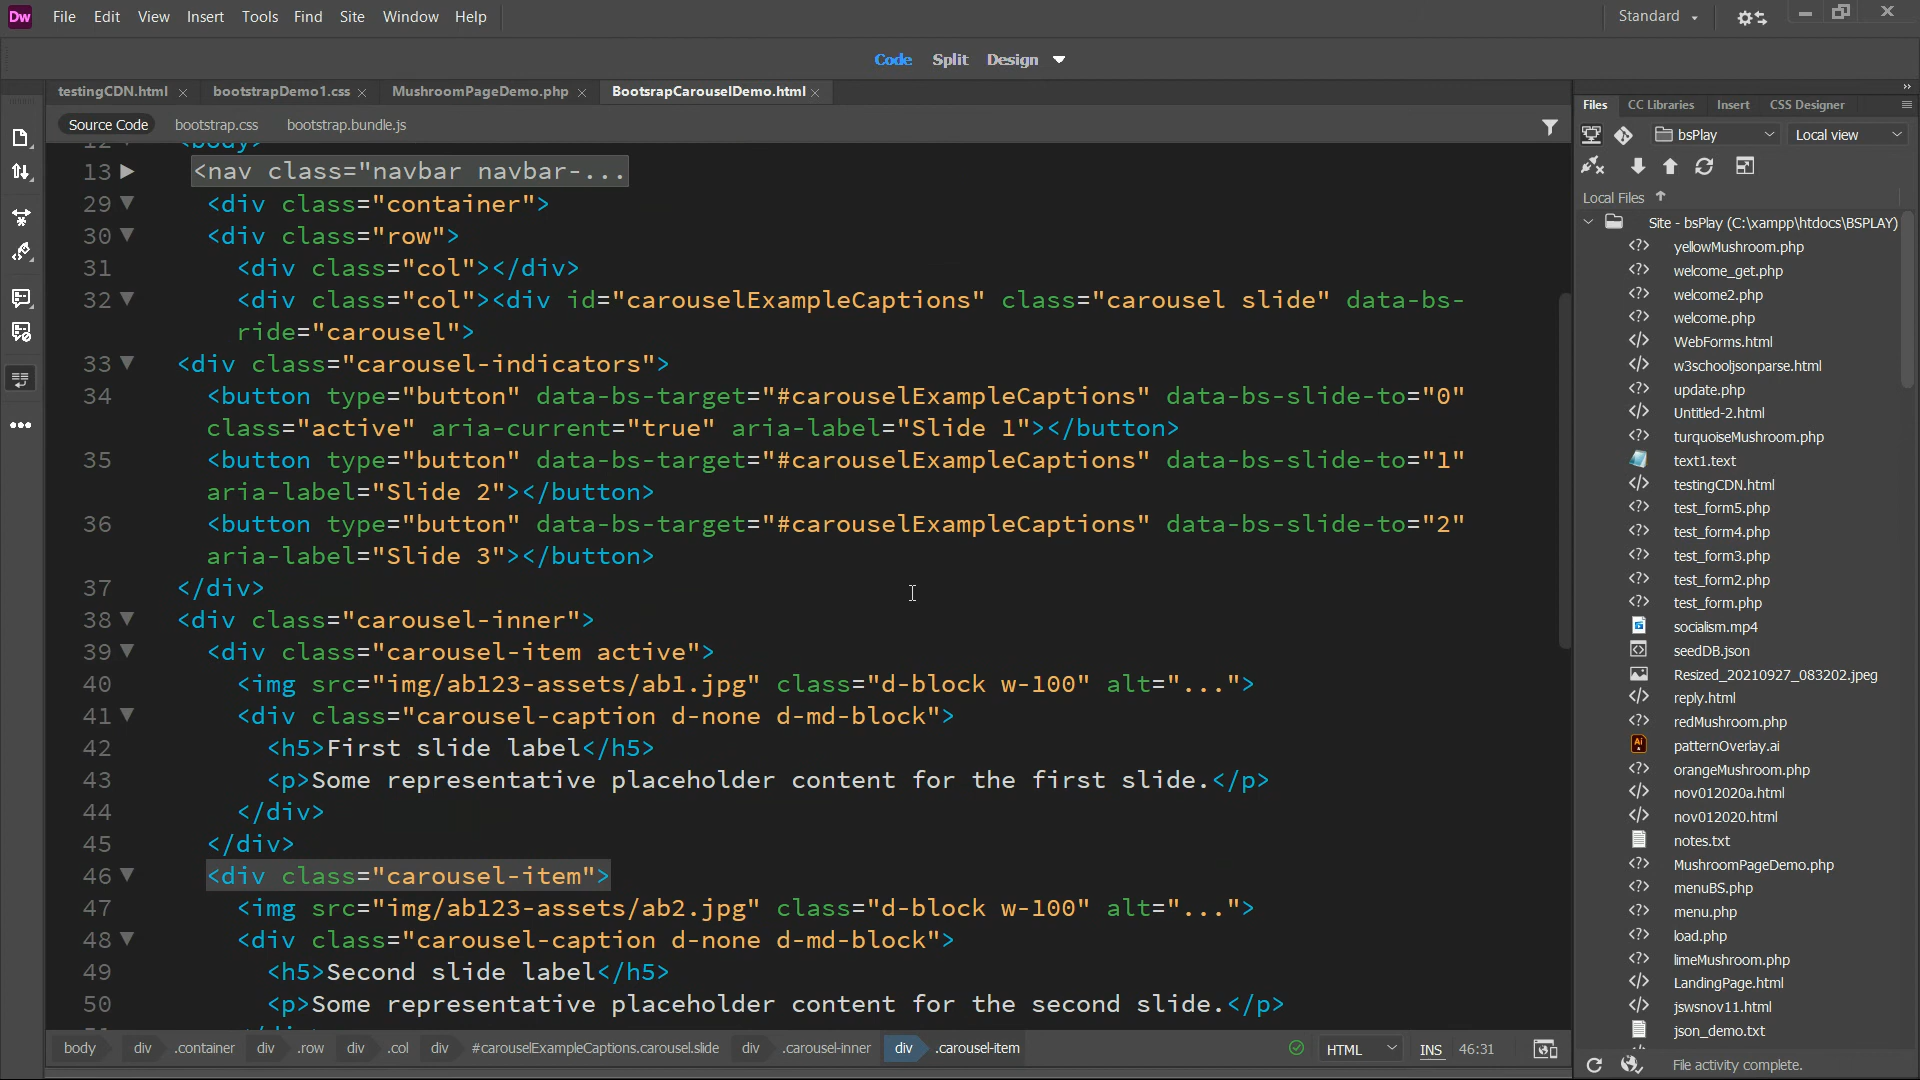 Dw File Edit View Insert Tools Find Site Window Help Standard
Code Split Design
testingCDN.html bootstrapDemo1.css MushroomPageDemo.php BootsrapCarouselDemo.html
Source Code bootstrap.css bootstrap.bundle.js
12 <body>
13 <nav class="navbar navbar-...
29 <div class="container">
30 <div class="row">
31 <div class="col"></div>
32 <div class="col"><div id="carouselExampleCaptions" class="carousel slide" data-bs-
ride="carousel">
33 <div class="carousel-indicators">
34 <button type="button" data-bs-target="#carouselExampleCaptions" data-bs-slide-to="0"
class="active" aria-current="true" aria-label="Slide 1"></button>
35 <button type="button" data-bs-target="#carouselExampleCaptions" data-bs-slide-to="1"
aria-label="Slide 2"></button>
36 <button type="button" data-bs-target="#carouselExampleCaptions" data-bs-slide-to="2"
aria-label="Slide 3"></button>
37 </div>
38 <div class="carousel-inner">
39 <div class="carousel-item active">
40 <img src="img/ab123-assets/ab1.jpg" class="d-block w-100" alt="...">
41 <div class="carousel-caption d-none d-md-block">
42 <h5>First slide label</h5>
43 <p>Some representative placeholder content for the first slide.</p>
44 </div>
45 </div>
46 <div class="carousel-item">
47 <img src="img/ab123-assets/ab2.jpg" class="d-block w-100" alt="...">
48 <div class="carousel-caption d-none d-md-block">
49 <h5>Second slide label</h5>
50 <p>Some representative placeholder content for the second slide.</p>
body div .container div .row div .col div #carouselExampleCaptions.carousel.slide div .carousel-inner div .carousel-item HTML INS 46:31
Files CC Libraries Insert CSS Designer
bsPlay Local view
Local Files
Site - bsPlay (C:\xampp\htdocs\BSPLAY)
yellowMushroom.php
welcome_get.php
welcome2.php
welcome.php
WebForms.html
w3schooljsonparse.html
update.php
Untitled-2.html
turquoiseMushroom.php
text1.text
testingCDN.html
test_form5.php
test_form4.php
test_form3.php
test_form2.php
test_form.php
socialism.mp4
seedDB.json
Resized_20210927_083202.jpeg
reply.html
redMushroom.php
patternOverlay.ai
orangeMushroom.php
nov012020a.html
nov012020.html
notes.txt
MushroomPageDemo.php
menuBS.php
menu.php
load.php
limeMushroom.php
LandingPage.html
jswsnov11.html
json_demo.txt
File activity complete.